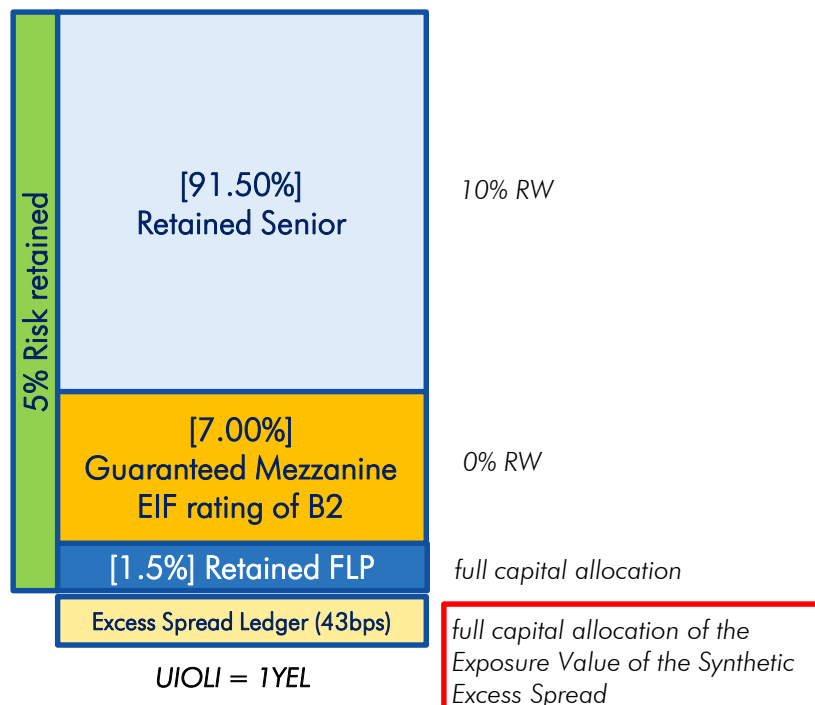 5% Risk retained
[91.50%]
Retained Senior
10% RW
[7.00%]
Guaranteed Mezzanine
EIF rating of B2
0% RW
[1.5%] Retained FLP
full capital allocation
Excess Spread Ledger (43bps)
full capital allocation of the
Exposure Value of the Synthetic
Excess Spread
UIOLI = 1YEL